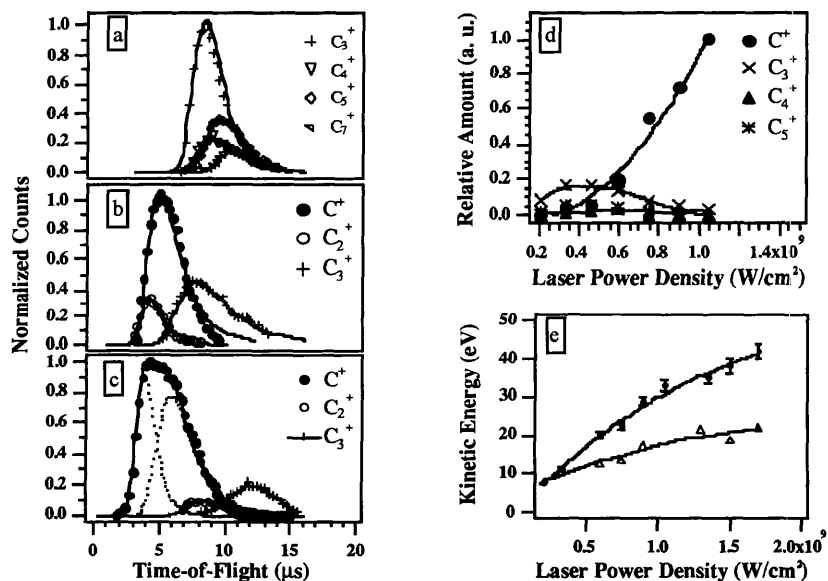 Normalized Counts
a
1.0
0.8
0.6
0.4
0.2
0.0
C₃⁺
C₄⁺
C₅⁺
C₇⁺
b
1.0
0.8
0.6
0.4
0.2
0
C⁺
C₂⁺
C₃⁺
c
1.0
0.8
0.6
0.4
0.2
0.0
C⁺
C₂⁺
C₃⁺
0 5 10 15 20
Time-of-Flight (μs)
d
Relative Amount (a. u.)
1.0
0.8
0.6
0.4
0.2
0.0
C⁺
C₃⁺
C₄⁺
C₅⁺
0.2 0.4 0.6 0.8 1.0 1.4x10⁹
Laser Power Density (W/cm²)
e
Kinetic Energy (eV)
50
40
30
20
10
0
0.5 1.0 1.5 2.0x10⁹
Laser Power Density (W/cm²)